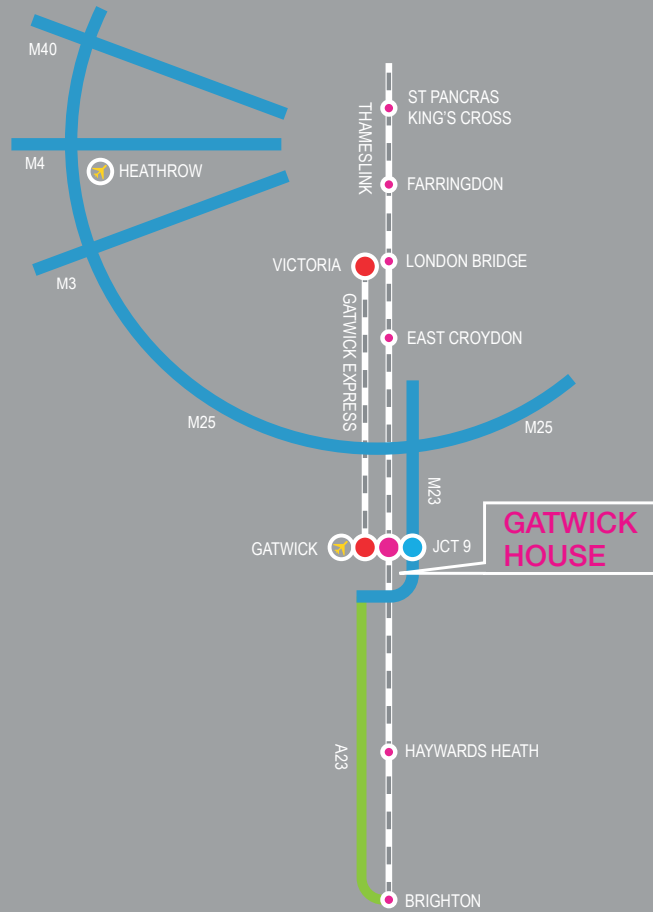 M40
ST PANCRAS
KING'S CROSS
THAMESLINK
M4
HEATHROW
FARRINGDON
VICTORIA
LONDON BRIDGE
M3
GATWICK EXPRESS
EAST CROYDON
M25
M25
M23
GATWICK
JCT 9
GATWICK
HOUSE
A23
HAYWARDS HEATH
BRIGHTON